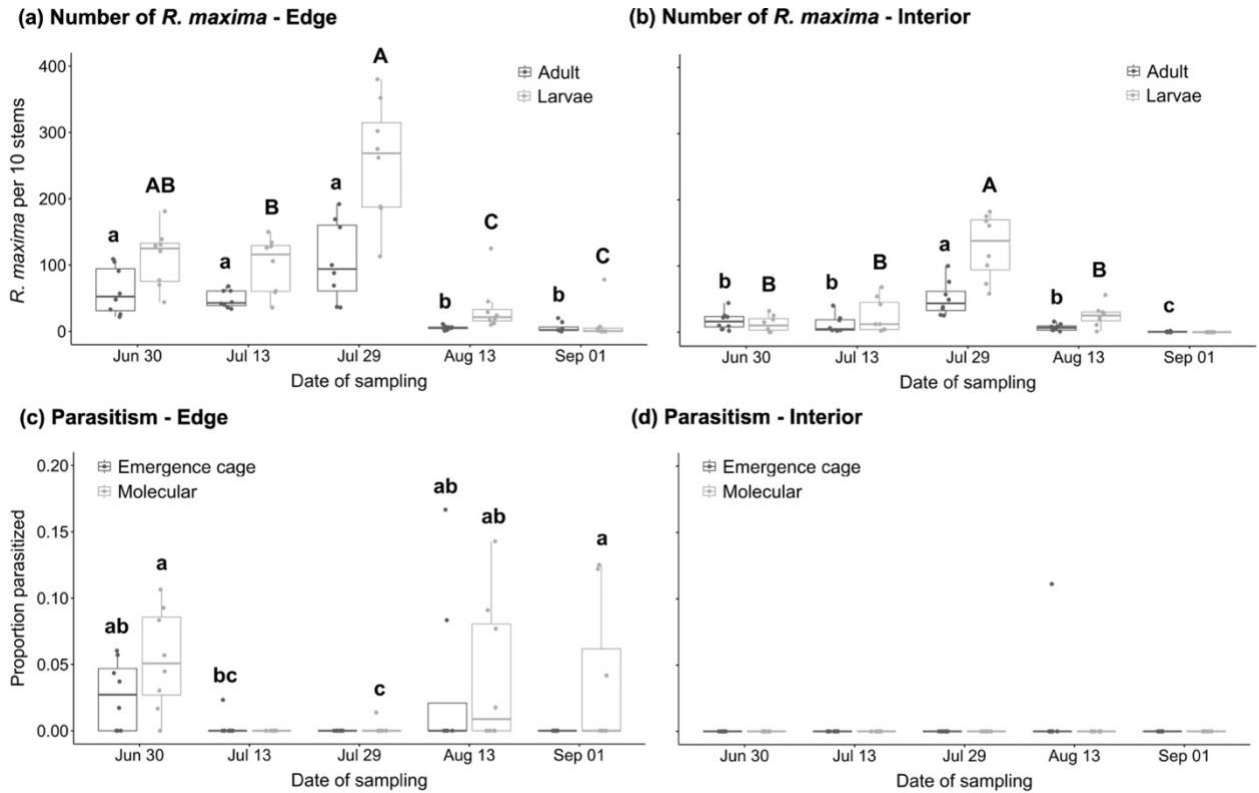 (a) Number of R. maxima - Edge
A
400
Adult
Larvae
300
a
AB
200
B
C
a
a
100
C
b
b
0
R. maxima per 10 stems
Jun 30 Jul 13 Jul 29 Aug 13 Sep 01
Date of sampling
(b) Number of R. maxima - Interior
Adult
Larvae
A
a
B
b B b
B
b
c
Jun 30 Jul 13 Jul 29 Aug 13 Sep 01
Date of sampling
(c) Parasitism - Edge
0.20
Emergence cage
Molecular
ab
ab
0.15
a
a
0.10
ab
0.05
bc
c
0.00
Proportion parasitized
Jun 30 Jul 13 Jul 29 Aug 13 Sep 01
Date of sampling
(d) Parasitism - Interior
Emergence cage
Molecular
Jun 30 Jul 13 Jul 29 Aug 13 Sep 01
Date of sampling